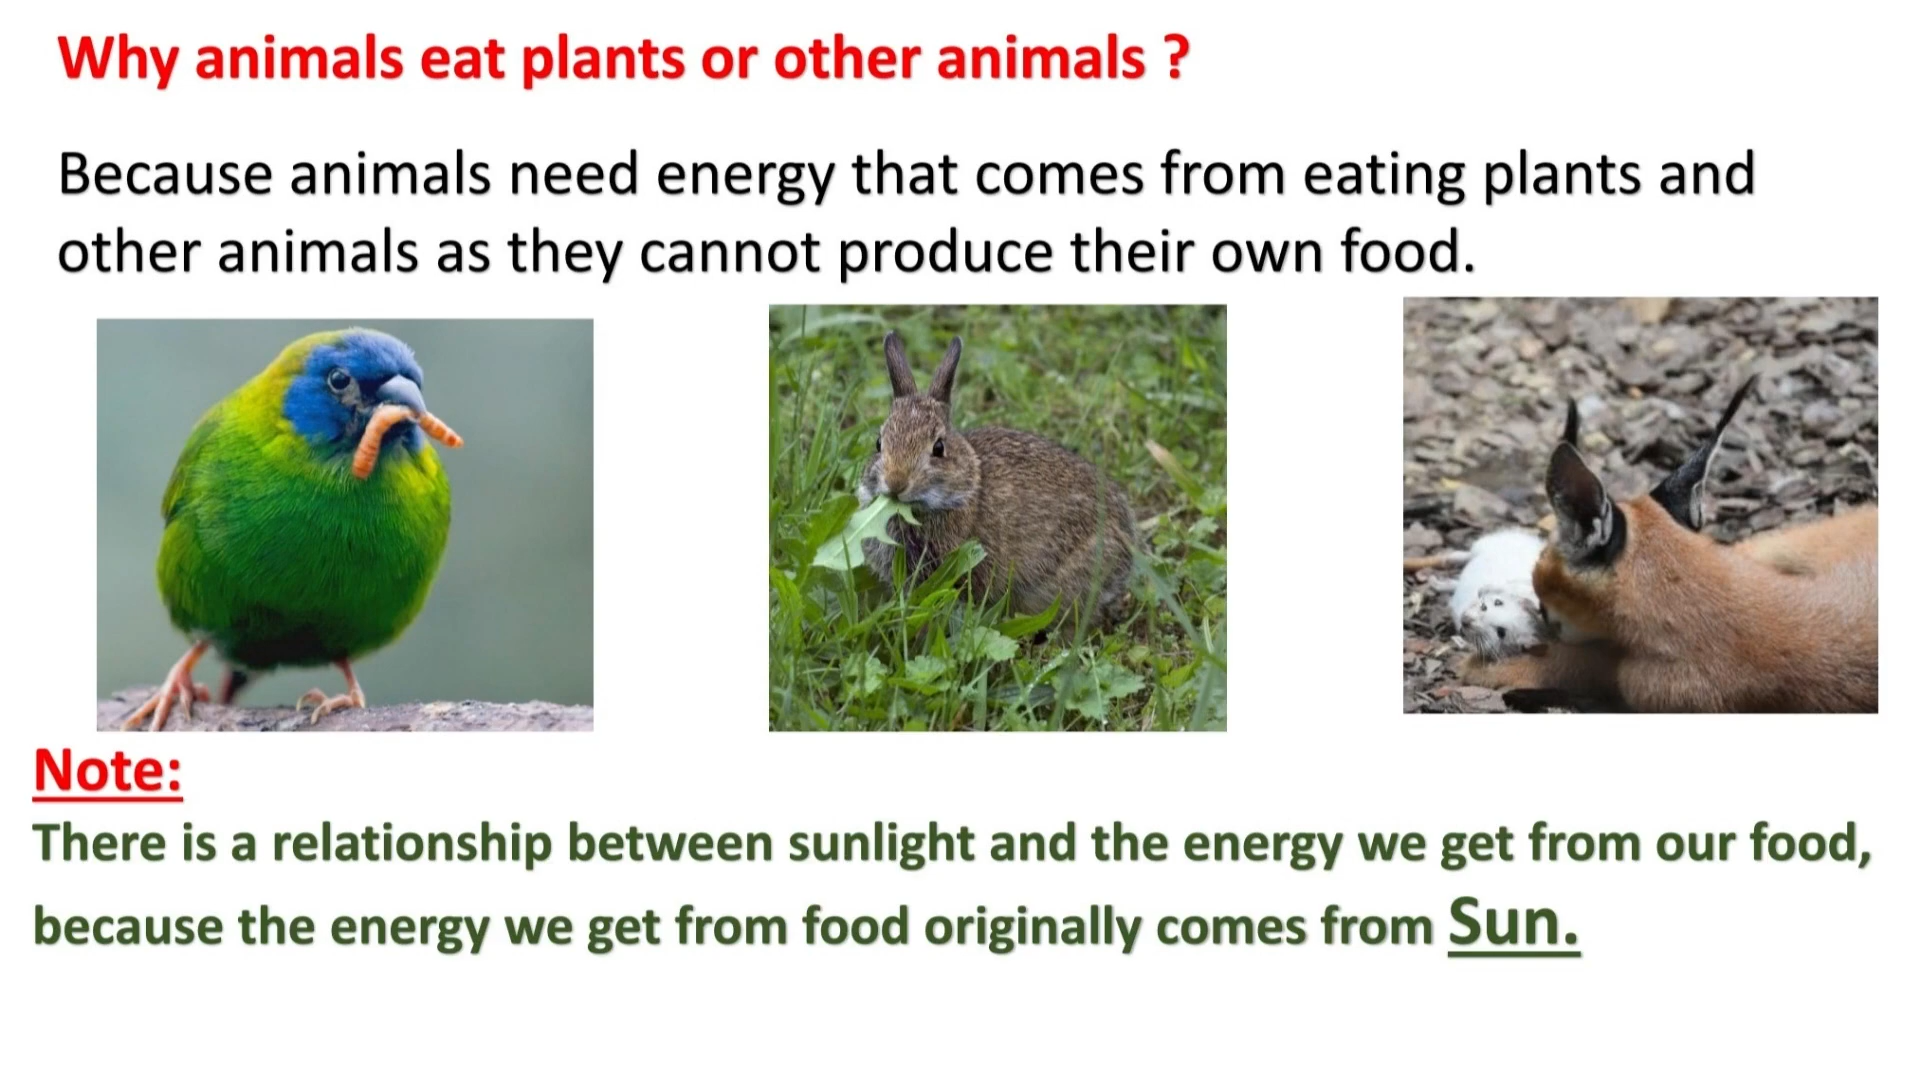 Why animals eat plants or other animals ?
Because animals need energy that comes from eating plants and
other animals as they cannot produce their own food.
Note:
There is a relationship between sunlight and the energy we get from our food,
because the energy we get from food originally comes from Sun.